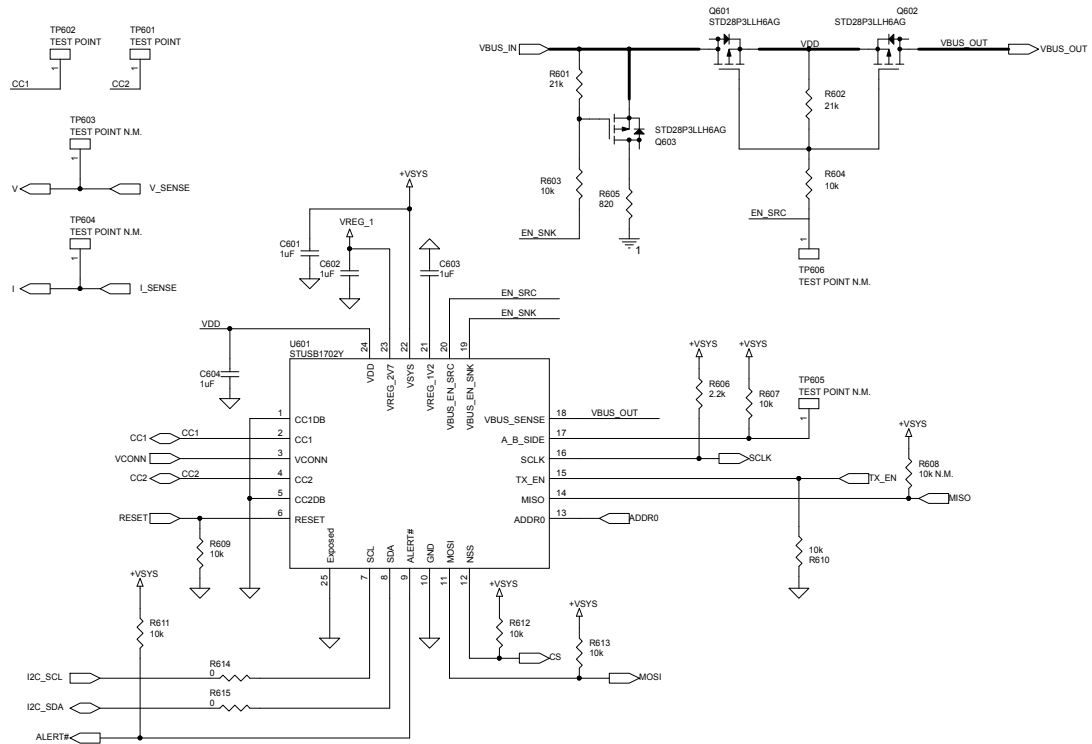 TP602
TEST POINT
1
CC1
TP601
TEST POINT
1
CC2
TP603
TEST POINT N.M.
1
V
V_SENSE
TP604
TEST POINT N.M.
1
I
I_SENSE
Q601
STD28P3LLH6AG
Q602
STD28P3LLH6AG
VBUS_IN
VDD
VBUS_OUT
VBUS_OUT
R601
21k
R602
21k
STD28P3LLH6AG
Q603
R603
10k
R605
820
1
EN_SNK
R604
10k
EN_SRC
1
TP606
TEST POINT N.M.
+VSYS
VREG_1
C601
1uF
C602
1uF
C603
1uF
EN_SRC
EN_SNK
VDD
C604
1uF
U601
STUSB1702Y
24
23
22
21
20
19
VDD
VREG_2V7
VSYS
VREG_1V2
VBUS_EN_SRC
VBUS_EN_SNK
1
CC1DB
CC1
CC1
2
CC1
VCONN
3
VCONN
CC2
CC2
4
CC2
5
CC2DB
RESET
6
RESET
VBUS_SENSE
18
VBUS_OUT
A_B_SIDE
17
SCLK
16
SCLK
TX_EN
15
TX_EN
MISO
14
MISO
ADDR0
13
ADDR0
+VSYS
R606
2.2k
+VSYS
R607
10k
TP605
TEST POINT N.M.
1
+VSYS
R608
10k N.M.
10k
R610
R609
10k
Exposed
SCL
SDA
ALERT#
GND
MOSI
NSS
25
7
8
9
10
11
12
+VSYS
R611
10k
+VSYS
R612
10k
CS
+VSYS
R613
10k
MOSI
I2C_SCL
R614
0
I2C_SDA
R615
0
ALERT#